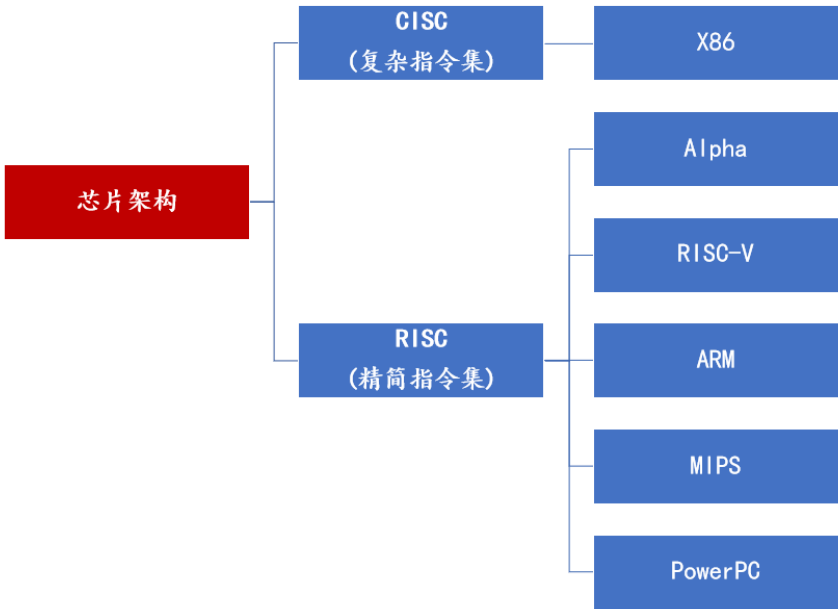 CISC
(复杂指令集)
X86
Alpha
芯片架构
RISC-V
RISC
(精简指令集)
ARM
MIPS
PowerPC